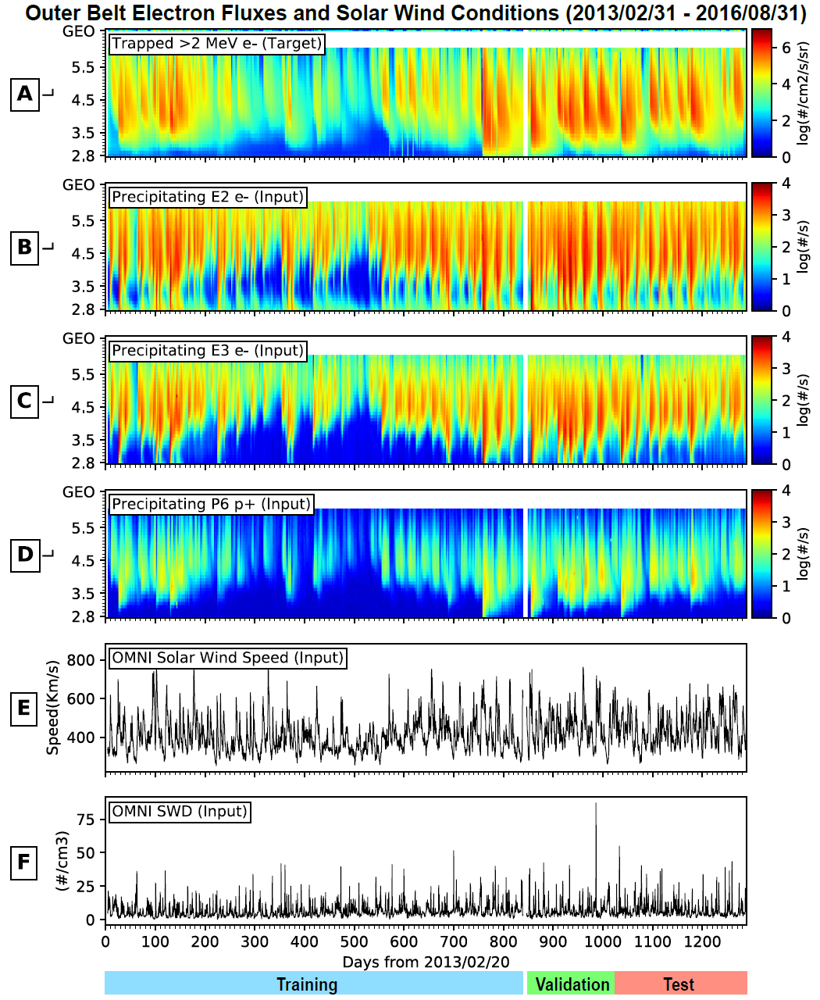 Outer Belt Electron Fluxes and Solar Wind Conditions (2013/02/31 - 2016/08/31)
A
L
GEO
5.5
4.5
3.5
2.8
Trapped >2 MeV e- (Target)
6
4
2
0
log(#/cm2/s/sr)
B
L
GEO
5.5
4.5
3.5
2.8
Precipitating E2 e- (Input)
4
3
2
1
0
log(#/s)
C
L
GEO
5.5
4.5
3.5
2.8
Precipitating E3 e- (Input)
4
3
2
1
0
log(#/s)
D
L
GEO
5.5
4.5
3.5
2.8
Precipitating P6 p+ (Input)
4
3
2
1
0
log(#/s)
E
Speed(Km/s)
800
600
400
OMNI Solar Wind Speed (Input)
F
(#/cm3)
75
50
25
0
OMNI SWD (Input)
0 100 200 300 400 500 600 700 800 900 1000 1100 1200
Days from 2013/02/20
Training Validation Test